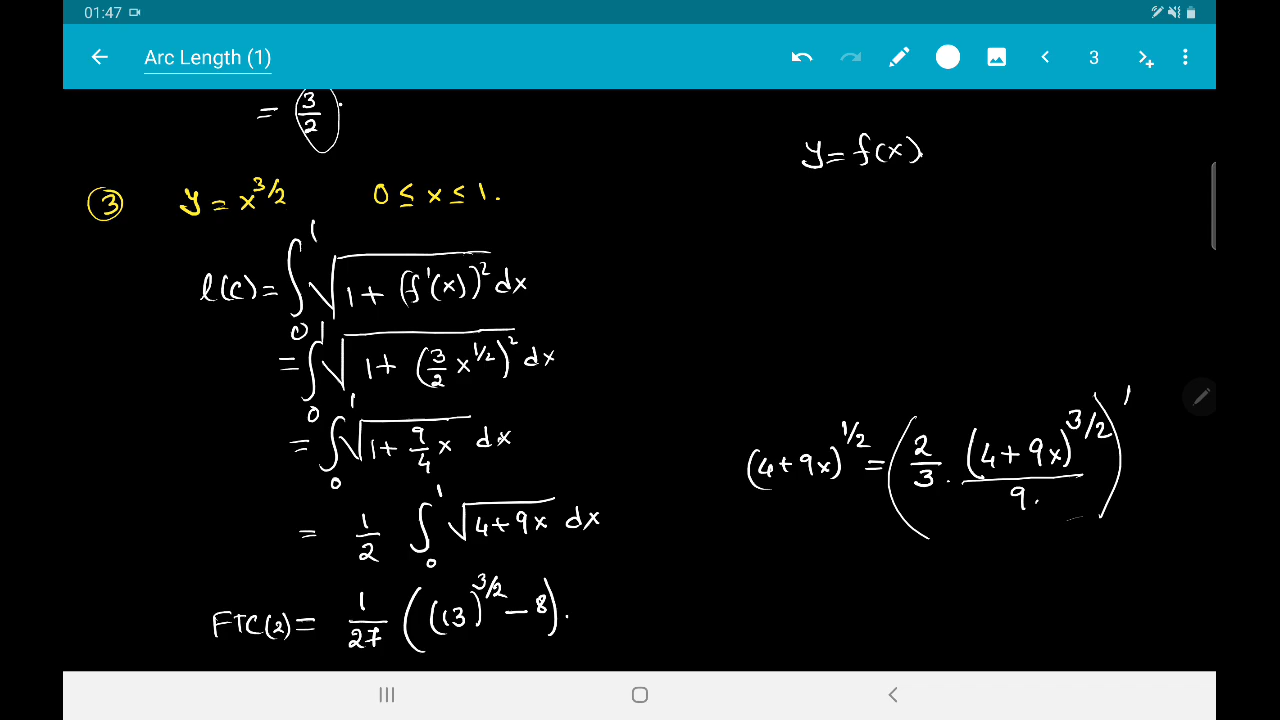 01:47
Arc Length (1)
3
= 3/2.
y = f(x).
③ y = x^{3/2} 0 ≤ x ≤ 1.
l(c) = ∫_0^1 √(1 + (f'(x))^2) dx
= ∫_0^1 √(1 + (3/2 x^{1/2})^2) dx
= ∫_0^1 √(1 + 9/4 x) dx
(4+9x)^{1/2} = (2/3 · (4+9x)^{3/2}/9.)'
= 1/2 ∫_0^1 √(4+9x) dx
FTC(2) = 1/27 ((13)^{3/2} − 8).